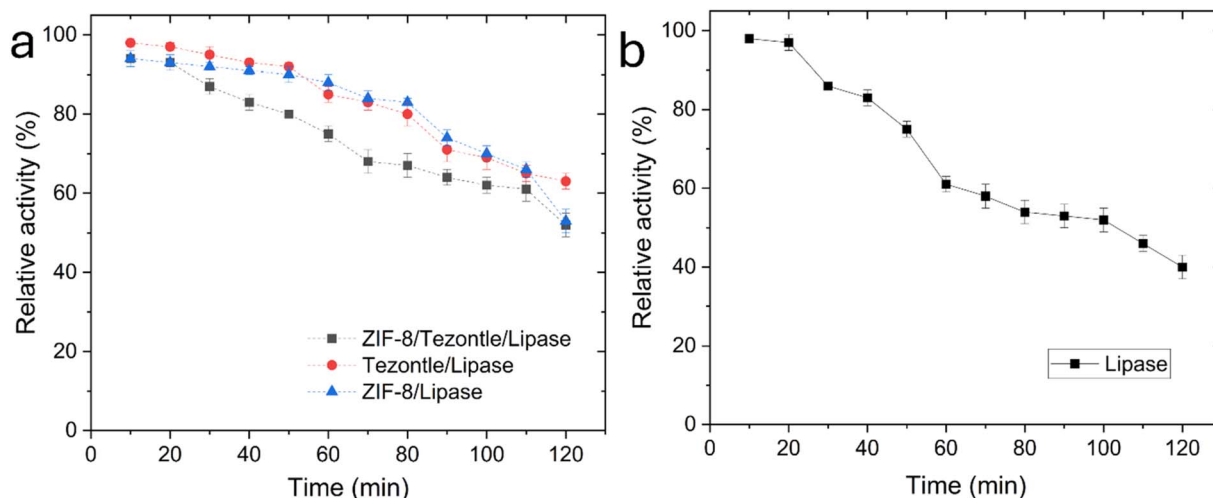 a
100
80
60
40
20
0
Relative activity (%)
ZIF-8/Tezontle/Lipase
Tezontle/Lipase
ZIF-8/Lipase
0 20 40 60 80 100 120
Time (min)
b
100
80
60
40
20
0
Relative activity (%)
Lipase
0 20 40 60 80 100 120
Time (min)